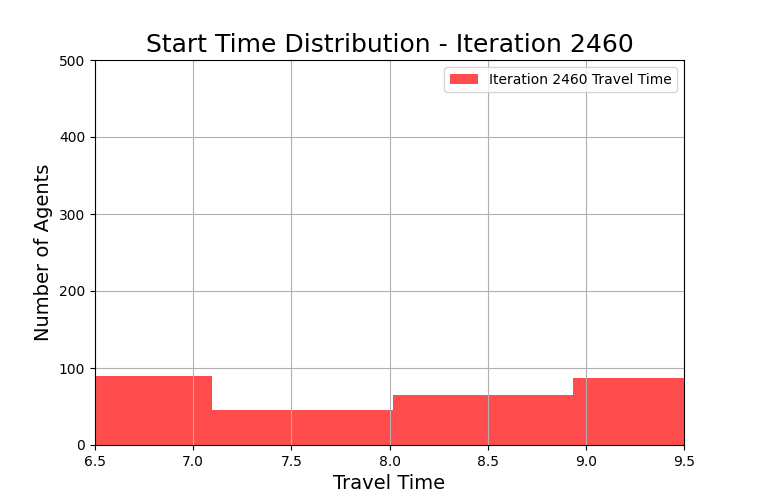 Start Time Distribution - Iteration 2460
500
400
300
200
100
0
Number of Agents
Iteration 2460 Travel Time
6.5 7.0 7.5 8.0 8.5 9.0 9.5
Travel Time